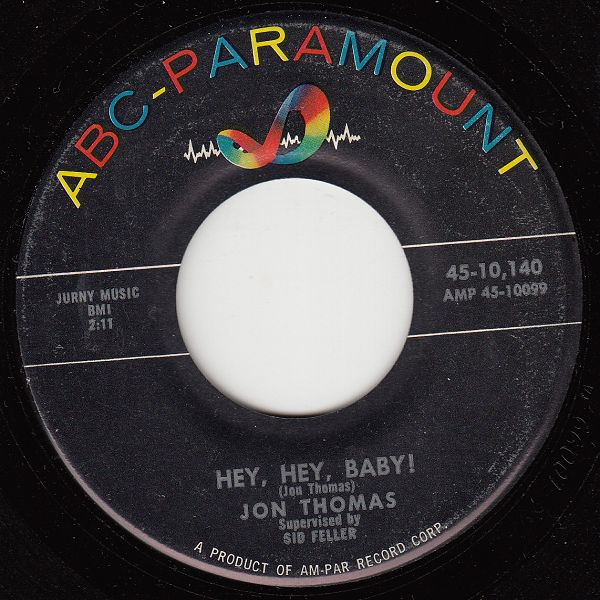 ABC-PARAMOUNT
JURNY MUSIC
BMI
2:11
45-10,140
AMP 45-10099
HEY, HEY, BABY!
(Jon Thomas)
JON THOMAS
Supervised by
SID FELLER
A PRODUCT OF AM-PAR RECORD CORP.